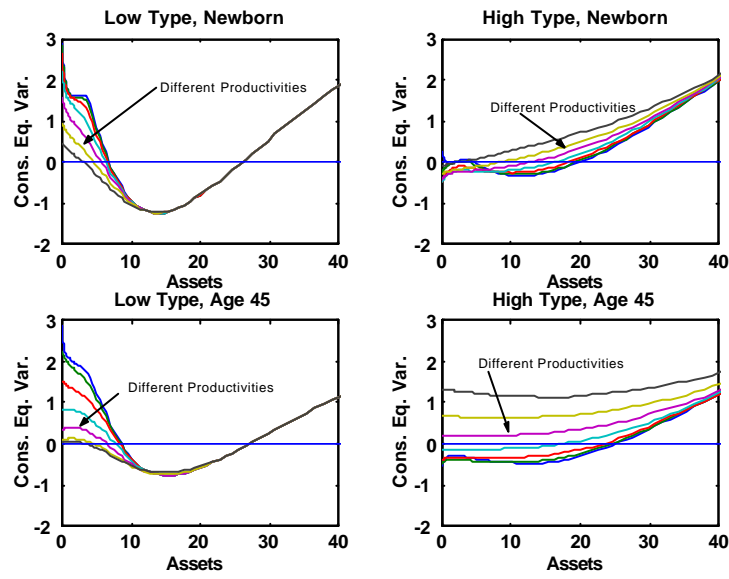 Low Type, Newborn
Cons. Eq. Var.
3
2
1
0
-1
-2
Different Productivities
0 10 20 30 40
Assets
High Type, Newborn
Cons. Eq. Var.
3
2
1
0
-1
-2
Different Productivities
0 10 20 30 40
Assets
Low Type, Age 45
Cons. Eq. Var.
3
2
1
0
-1
-2
Different Productivities
0 10 20 30 40
Assets
High Type, Age 45
Cons. Eq. Var.
3
2
1
0
-1
-2
Different Productivities
0 10 20 30 40
Assets